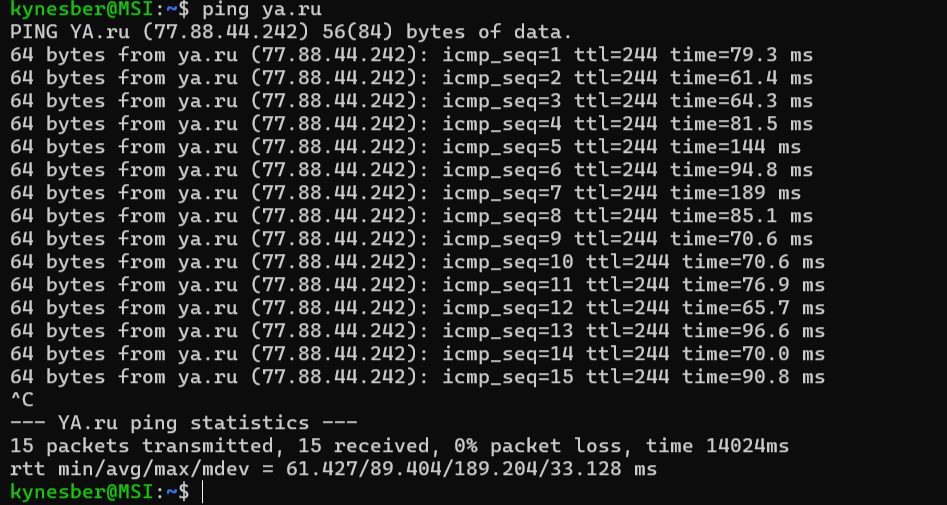 kynesber@MSI:~$ ping ya.ru
PING YA.ru (77.88.44.242) 56(84) bytes of data.
64 bytes from ya.ru (77.88.44.242): icmp_seq=1 ttl=244 time=79.3 ms
64 bytes from ya.ru (77.88.44.242): icmp_seq=2 ttl=244 time=61.4 ms
64 bytes from ya.ru (77.88.44.242): icmp_seq=3 ttl=244 time=64.3 ms
64 bytes from ya.ru (77.88.44.242): icmp_seq=4 ttl=244 time=81.5 ms
64 bytes from ya.ru (77.88.44.242): icmp_seq=5 ttl=244 time=144 ms
64 bytes from ya.ru (77.88.44.242): icmp_seq=6 ttl=244 time=94.8 ms
64 bytes from ya.ru (77.88.44.242): icmp_seq=7 ttl=244 time=189 ms
64 bytes from ya.ru (77.88.44.242): icmp_seq=8 ttl=244 time=85.1 ms
64 bytes from ya.ru (77.88.44.242): icmp_seq=9 ttl=244 time=70.6 ms
64 bytes from ya.ru (77.88.44.242): icmp_seq=10 ttl=244 time=70.6 ms
64 bytes from ya.ru (77.88.44.242): icmp_seq=11 ttl=244 time=76.9 ms
64 bytes from ya.ru (77.88.44.242): icmp_seq=12 ttl=244 time=65.7 ms
64 bytes from ya.ru (77.88.44.242): icmp_seq=13 ttl=244 time=96.6 ms
64 bytes from ya.ru (77.88.44.242): icmp_seq=14 ttl=244 time=70.0 ms
64 bytes from ya.ru (77.88.44.242): icmp_seq=15 ttl=244 time=90.8 ms
^C
--- YA.ru ping statistics ---
15 packets transmitted, 15 received, 0% packet loss, time 14024ms
rtt min/avg/max/mdev = 61.427/89.404/189.204/33.128 ms
kynesber@MSI:~$